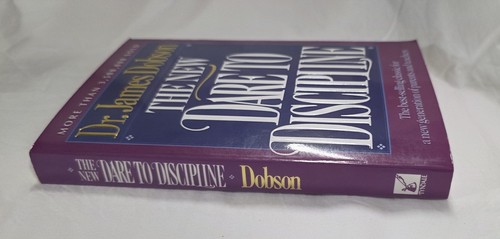 MORE THAN
Dr. James Dobson
THE NEW
DARE TO
DISCIPLINE
The best-selling classic for
a new generation of parents and teachers
THE
NEW
DARE TO DISCIPLINE
Dobson